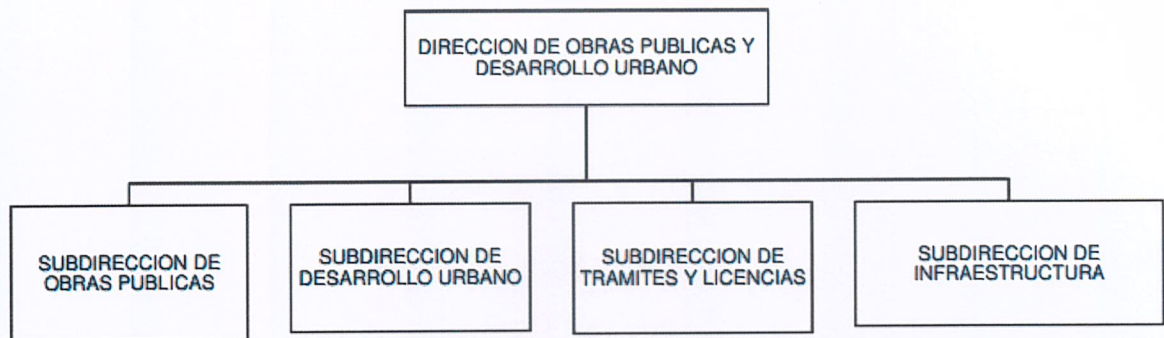 DIRECCION DE OBRAS PUBLICAS Y
DESARROLLO URBANO
SUBDIRECCION DE
OBRAS PUBLICAS
SUBDIRECCION DE
DESARROLLO URBANO
SUBDIRECCION DE
TRAMITES Y LICENCIAS
SUBDIRECCION DE
INFRAESTRUCTURA